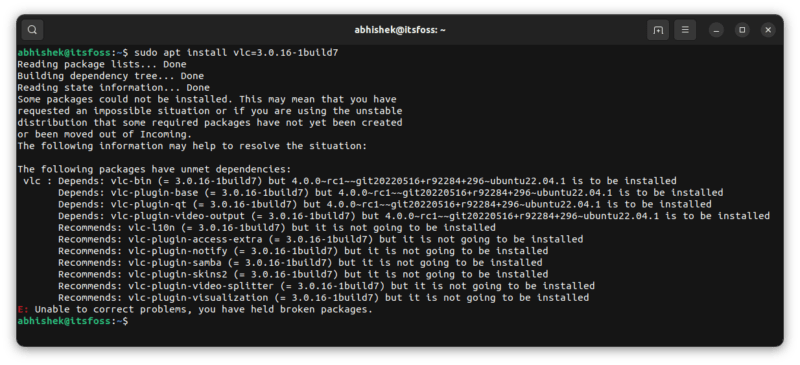 abhishek@itsfoss: ~
abhishek@itsfoss:~$ sudo apt install vlc=3.0.16-1build7
Reading package lists... Done
Building dependency tree... Done
Reading state information... Done
Some packages could not be installed. This may mean that you have
requested an impossible situation or if you are using the unstable
distribution that some required packages have not yet been created
or been moved out of Incoming.
The following information may help to resolve the situation:

The following packages have unmet dependencies:
 vlc : Depends: vlc-bin (= 3.0.16-1build7) but 4.0.0~rc1~~git20220516+r92284+296~ubuntu22.04.1 is to be installed
       Depends: vlc-plugin-base (= 3.0.16-1build7) but 4.0.0~rc1~~git20220516+r92284+296~ubuntu22.04.1 is to be installed
       Depends: vlc-plugin-qt (= 3.0.16-1build7) but 4.0.0~rc1~~git20220516+r92284+296~ubuntu22.04.1 is to be installed
       Depends: vlc-plugin-video-output (= 3.0.16-1build7) but 4.0.0~rc1~~git20220516+r92284+296~ubuntu22.04.1 is to be installed
       Recommends: vlc-l10n (= 3.0.16-1build7) but it is not going to be installed
       Recommends: vlc-plugin-access-extra (= 3.0.16-1build7) but it is not going to be installed
       Recommends: vlc-plugin-notify (= 3.0.16-1build7) but it is not going to be installed
       Recommends: vlc-plugin-samba (= 3.0.16-1build7) but it is not going to be installed
       Recommends: vlc-plugin-skins2 (= 3.0.16-1build7) but it is not going to be installed
       Recommends: vlc-plugin-video-splitter (= 3.0.16-1build7) but it is not going to be installed
       Recommends: vlc-plugin-visualization (= 3.0.16-1build7) but it is not going to be installed
E: Unable to correct problems, you have held broken packages.
abhishek@itsfoss:~$